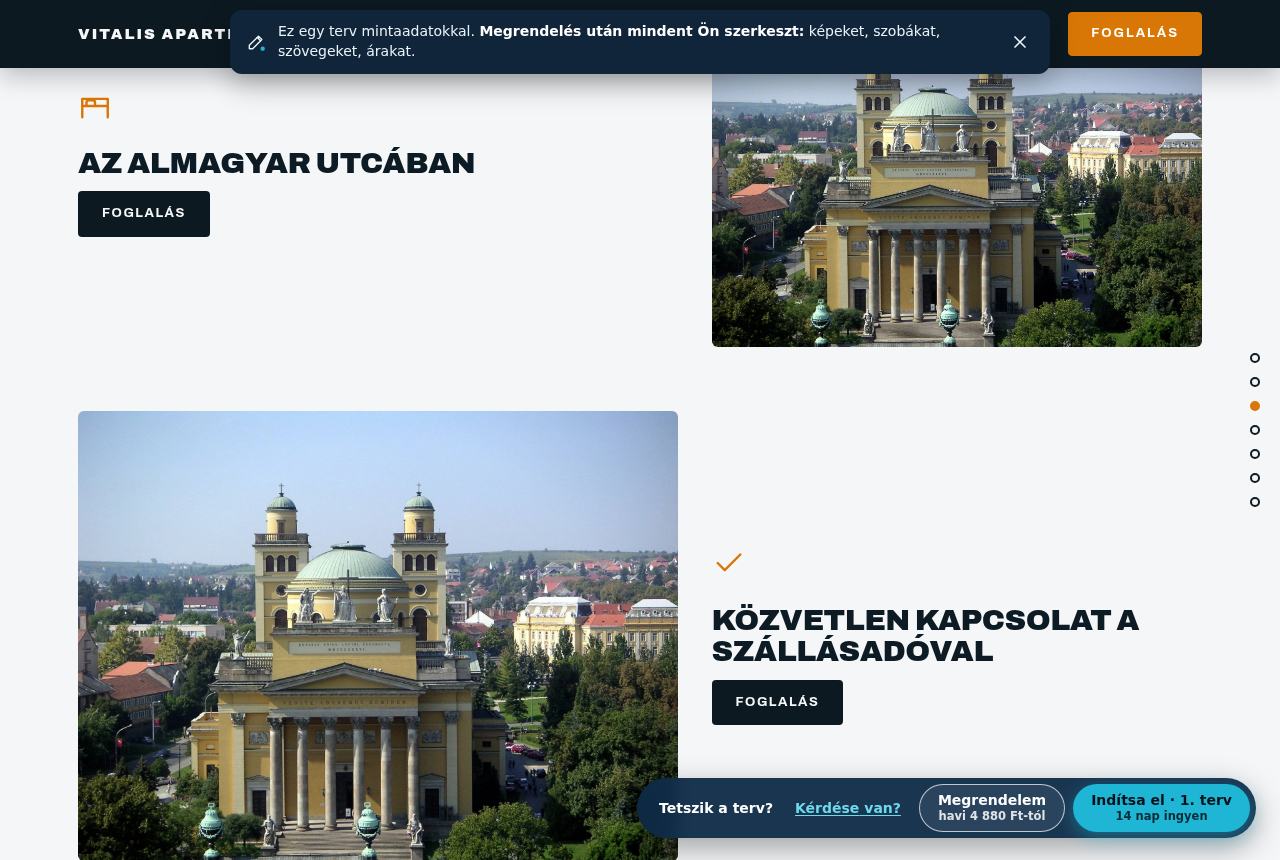 VITALIS APART
Ez egy terv mintaadatokkal. Megrendelés után mindent Ön szerkeszt: képeket, szobákat,
szövegeket, árakat.
FOGLALÁS
AZ ALMAGYAR UTCÁBAN
FOGLALÁS
KÖZVETLEN KAPCSOLAT A
SZÁLLÁSADÓVAL
FOGLALÁS
Tetszik a terv?
Kérdése van?
Megrendelem
havi 4 880 Ft-tól
Indítsa el · 1. terv
14 nap ingyen